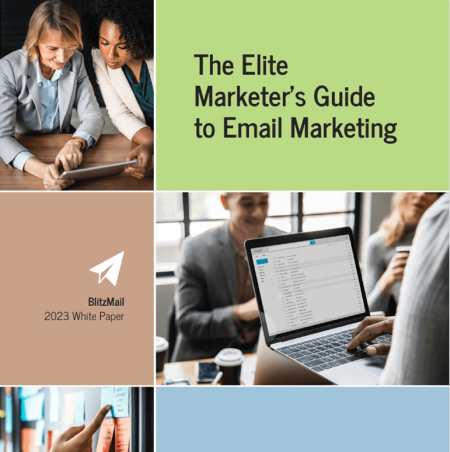 The Elite
Marketer's Guide
to Email Marketing
BlitzMail
2023 White Paper